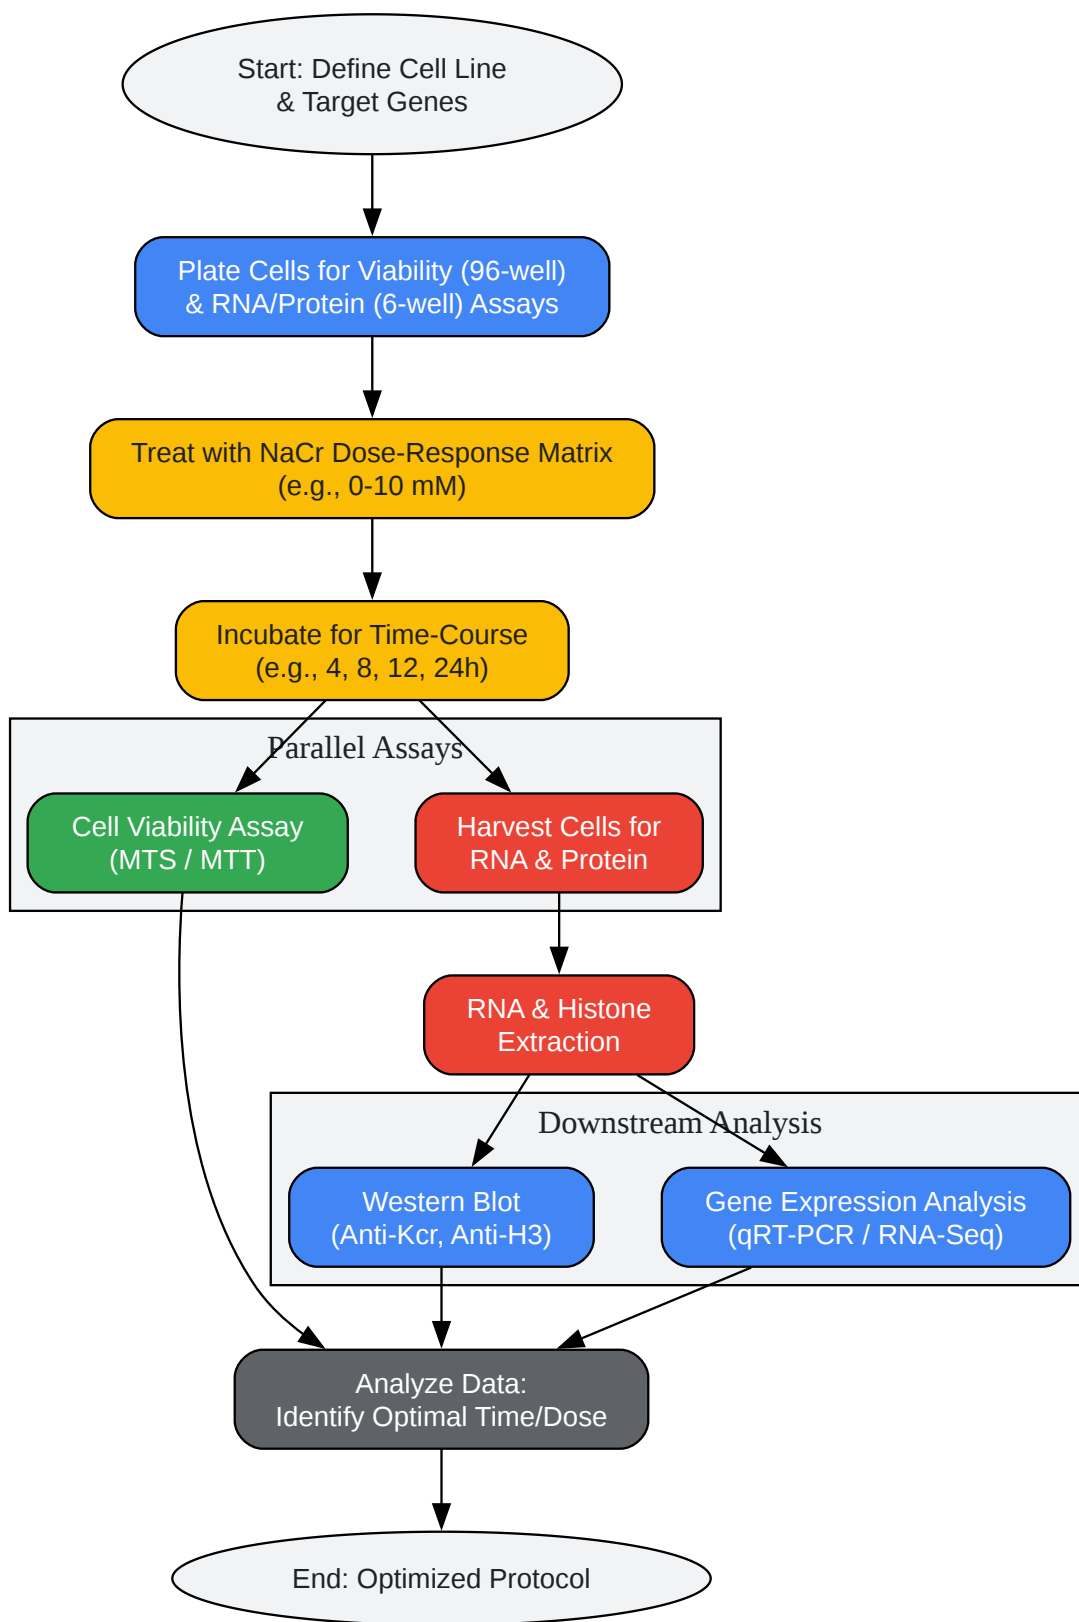 Start: Define Cell Line
& Target Genes
Plate Cells for Viability (96-well)
& RNA/Protein (6-well) Assays
Treat with NaCr Dose-Response Matrix
(e.g., 0-10 mM)
Incubate for Time-Course
(e.g., 4, 8, 12, 24h)
Parallel Assays
Cell Viability Assay
(MTS / MTT)
Harvest Cells for
RNA & Protein
RNA & Histone
Extraction
Downstream Analysis
Western Blot
(Anti-Kcr, Anti-H3)
Gene Expression Analysis
(qRT-PCR / RNA-Seq)
Analyze Data:
Identify Optimal Time/Dose
End: Optimized Protocol